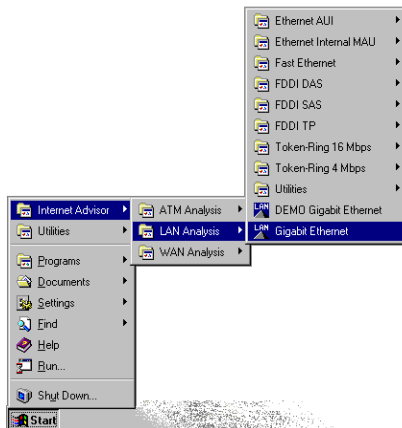 Ethernet AUI
Ethernet Internal MAU
Fast Ethernet
FDDI DAS
FDDI SAS
FDDI TP
Token-Ring 16 Mbps
Token-Ring 4 Mbps
Utilities
LAN DEMO Gigabit Ethernet
LAN Gigabit Ethernet
Internet Advisor
Utilities
ATM Analysis
LAN Analysis
WAN Analysis
Programs
Documents
Settings
Find
Help
Run...
Shut Down...
Start